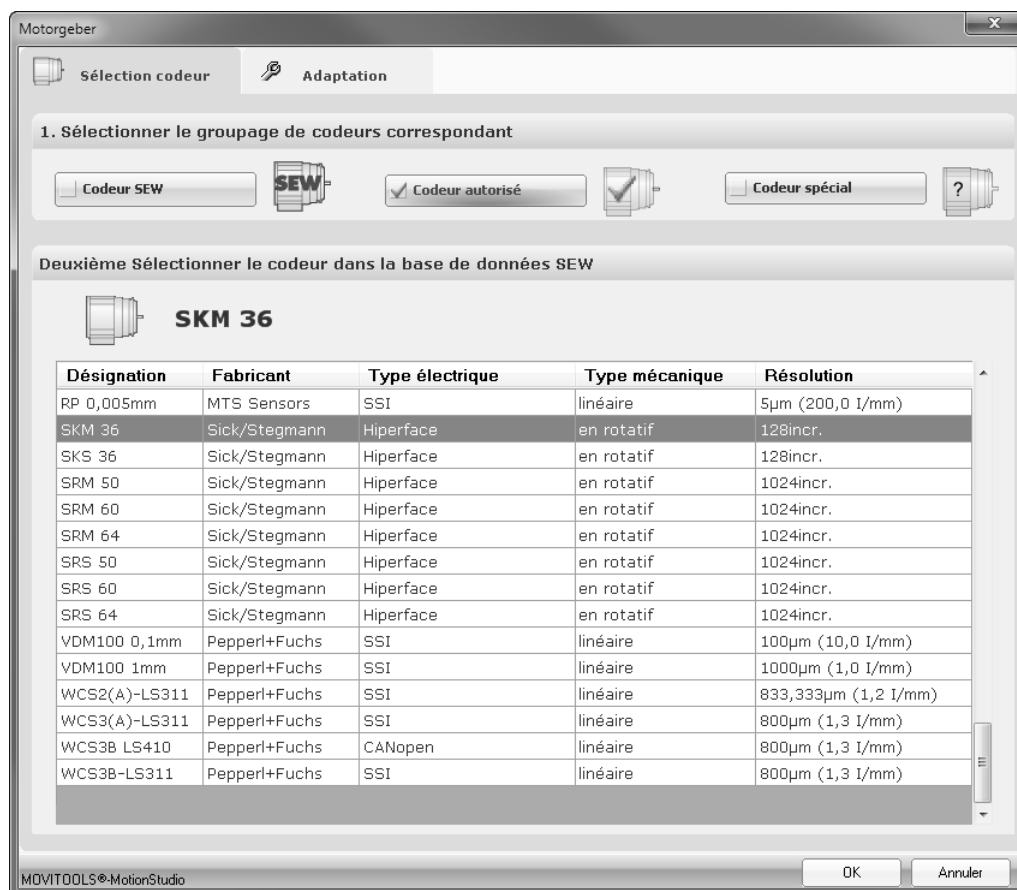 Motorgeber
x
Sélection codeur Adaptation
1. Sélectionner le groupage de codeurs correspondant
Codeur SEW SEW Codeur autorisé Codeur spécial ?
Deuxième Sélectionner le codeur dans la base de données SEW
SKM 36
Désignation Fabricant Type électrique Type mécanique Résolution
RP 0,005mm MTS Sensors SSI linéaire 5µm (200,0 I/mm)
SKM 36 Sick/Stegmann Hiperface en rotatif 128incr.
SKS 36 Sick/Stegmann Hiperface en rotatif 128incr.
SRM 50 Sick/Stegmann Hiperface en rotatif 1024incr.
SRM 60 Sick/Stegmann Hiperface en rotatif 1024incr.
SRM 64 Sick/Stegmann Hiperface en rotatif 1024incr.
SRS 50 Sick/Stegmann Hiperface en rotatif 1024incr.
SRS 60 Sick/Stegmann Hiperface en rotatif 1024incr.
SRS 64 Sick/Stegmann Hiperface en rotatif 1024incr.
VDM100 0,1mm Pepperl+Fuchs SSI linéaire 100µm (10,0 I/mm)
VDM100 1mm Pepperl+Fuchs SSI linéaire 1000µm (1,0 I/mm)
WCS2(A)-LS311 Pepperl+Fuchs SSI linéaire 833,333µm (1,2 I/mm)
WCS3(A)-LS311 Pepperl+Fuchs SSI linéaire 800µm (1,3 I/mm)
WCS3B LS410 Pepperl+Fuchs CANopen linéaire 800µm (1,3 I/mm)
WCS3B-LS311 Pepperl+Fuchs SSI linéaire 800µm (1,3 I/mm)
MOVITOOLS®-MotionStudio
OK Annuler